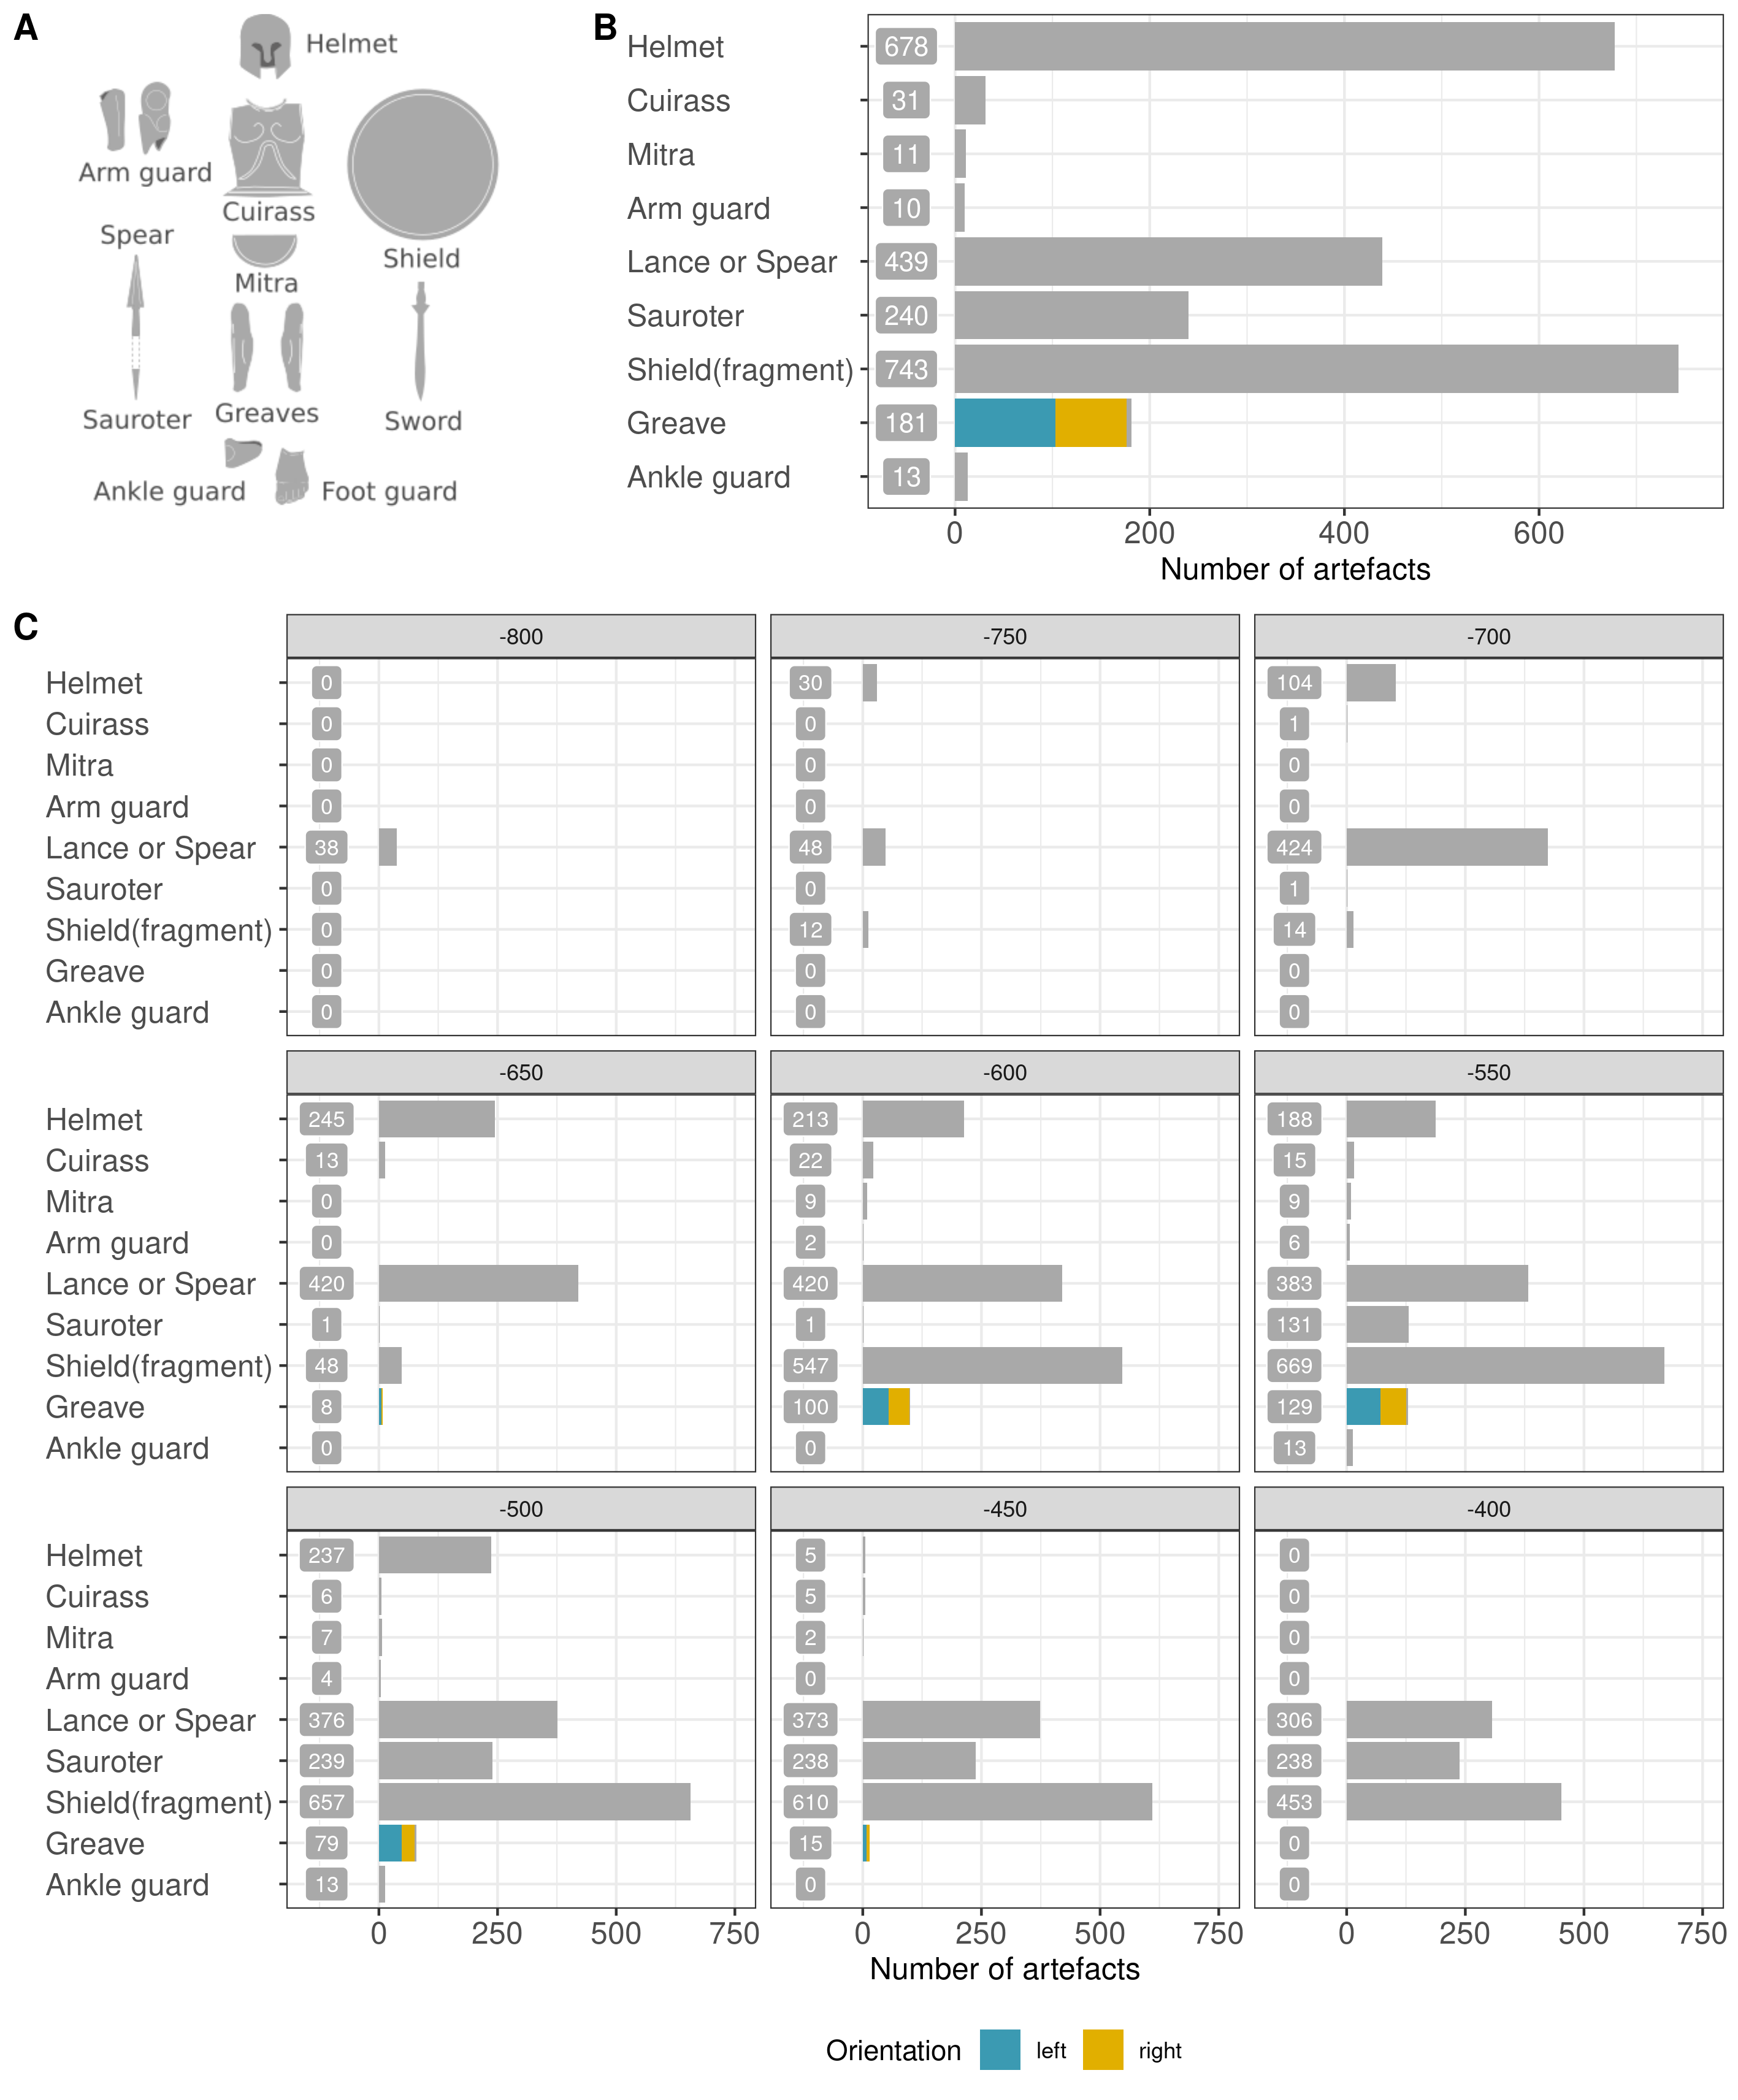 A
Helmet
Arm guard
Cuirass
Spear
Shield
Mitra
Sauroter
Greaves
Sword
Ankle guard
Foot guard
B
Helmet 678
Cuirass 31
Mitra 11
Arm guard 10
Lance or Spear 439
Sauroter 240
Shield(fragment) 743
Greave 181
Ankle guard 13
0 200 400 600
Number of artefacts
C
-800 -750 -700
Helmet 0 30 104
Cuirass 0 0 1
Mitra 0 0 0
Arm guard 0 0 0
Lance or Spear 38 48 424
Sauroter 0 0 1
Shield(fragment) 0 12 14
Greave 0 0 0
Ankle guard 0 0 0
-650 -600 -550
Helmet 245 213 188
Cuirass 13 22 15
Mitra 0 9 9
Arm guard 0 2 6
Lance or Spear 420 420 383
Sauroter 1 1 131
Shield(fragment) 48 547 669
Greave 8 100 129
Ankle guard 0 0 13
-500 -450 -400
Helmet 237 5 0
Cuirass 6 5 0
Mitra 7 2 0
Arm guard 4 0 0
Lance or Spear 376 373 306
Sauroter 239 238 238
Shield(fragment) 657 610 453
Greave 79 15 0
Ankle guard 13 0 0
0 250 500 750 0 250 500 750 0 250 500 750
Number of artefacts
Orientation left right